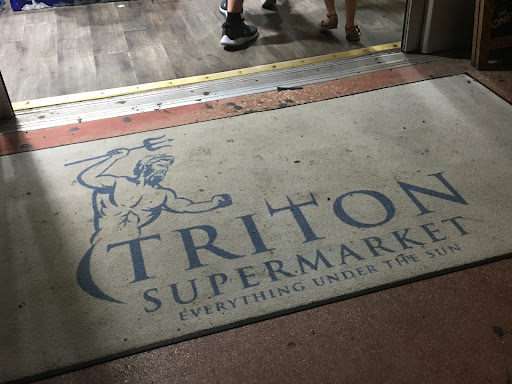 TRITON
SUPERMARKET
EVERYTHING UNDER THE SUN